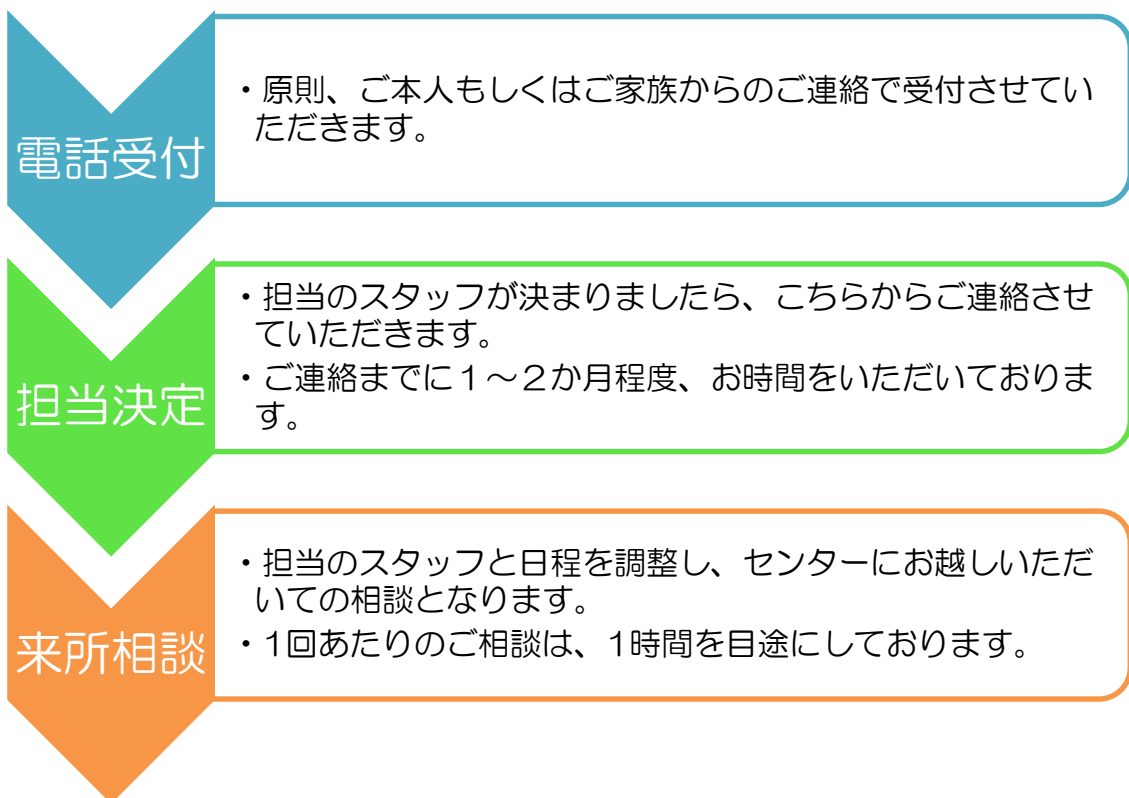 電話受付
・原則、ご本人もしくはご家族からのご連絡で受付させてい
ただきます。
担当決定
・担当のスタッフが決まりましたら、こちらからご連絡させ
ていただきます。
・ご連絡までに１～２か月程度、お時間をいただいておりま
す。
来所相談
・担当のスタッフと日程を調整し、センターにお越しいただ
いての相談となります。
・1回あたりのご相談は、1時間を目途にしております。